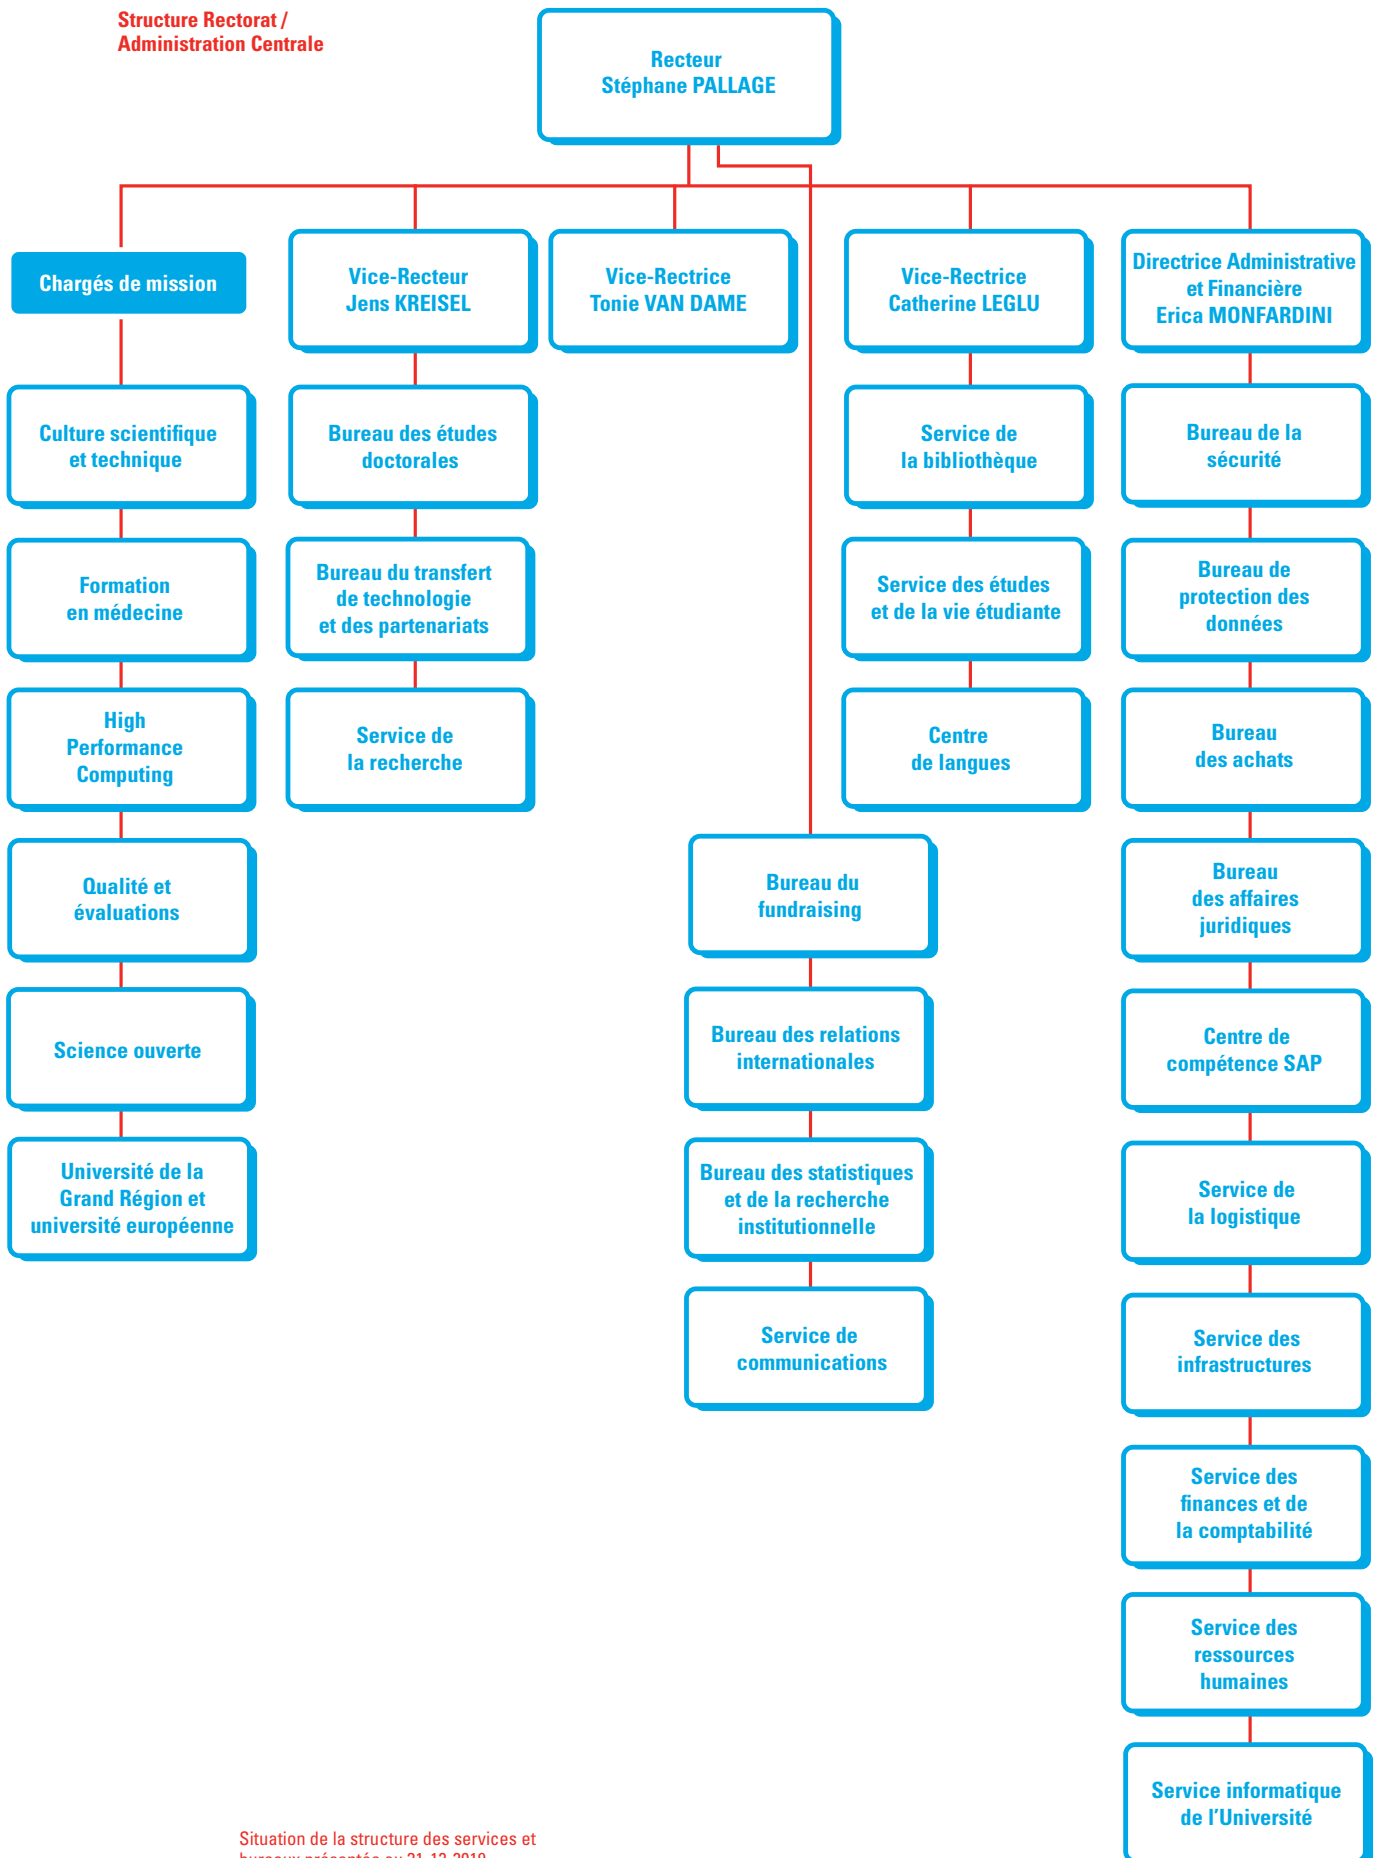 Structure Rectorat /
Administration Centrale
Recteur
Stéphane PALLAGE
Chargés de mission
Vice-Recteur
Jens KREISEL
Vice-Rectrice
Tonie VAN DAME
Vice-Rectrice
Catherine LEGLU
Directrice Administrative
et Financière
Erica MONFARDINI
Culture scientifique
et technique
Formation
en médecine
High
Performance
Computing
Qualité et
évaluations
Science ouverte
Université de la
Grand Région et
université européenne
Bureau des études
doctorales
Bureau du transfert
de technologie
et des partenariats
Service de
la recherche
Bureau du
fundraising
Bureau des relations
internationales
Bureau des statistiques
et de la recherche
institutionnelle
Service de
communications
Service de
la bibliothèque
Service des études
et de la vie étudiante
Centre
de langues
Bureau de la
sécurité
Bureau de
protection des
données
Bureau
des achats
Bureau
des affaires
juridiques
Centre de
compétence SAP
Service de
la logistique
Service des
infrastructures
Service des
finances et de
la comptabilité
Service des
ressources
humaines
Service informatique
de l'Université
Situation de la structure des services et
bureaux présentés au